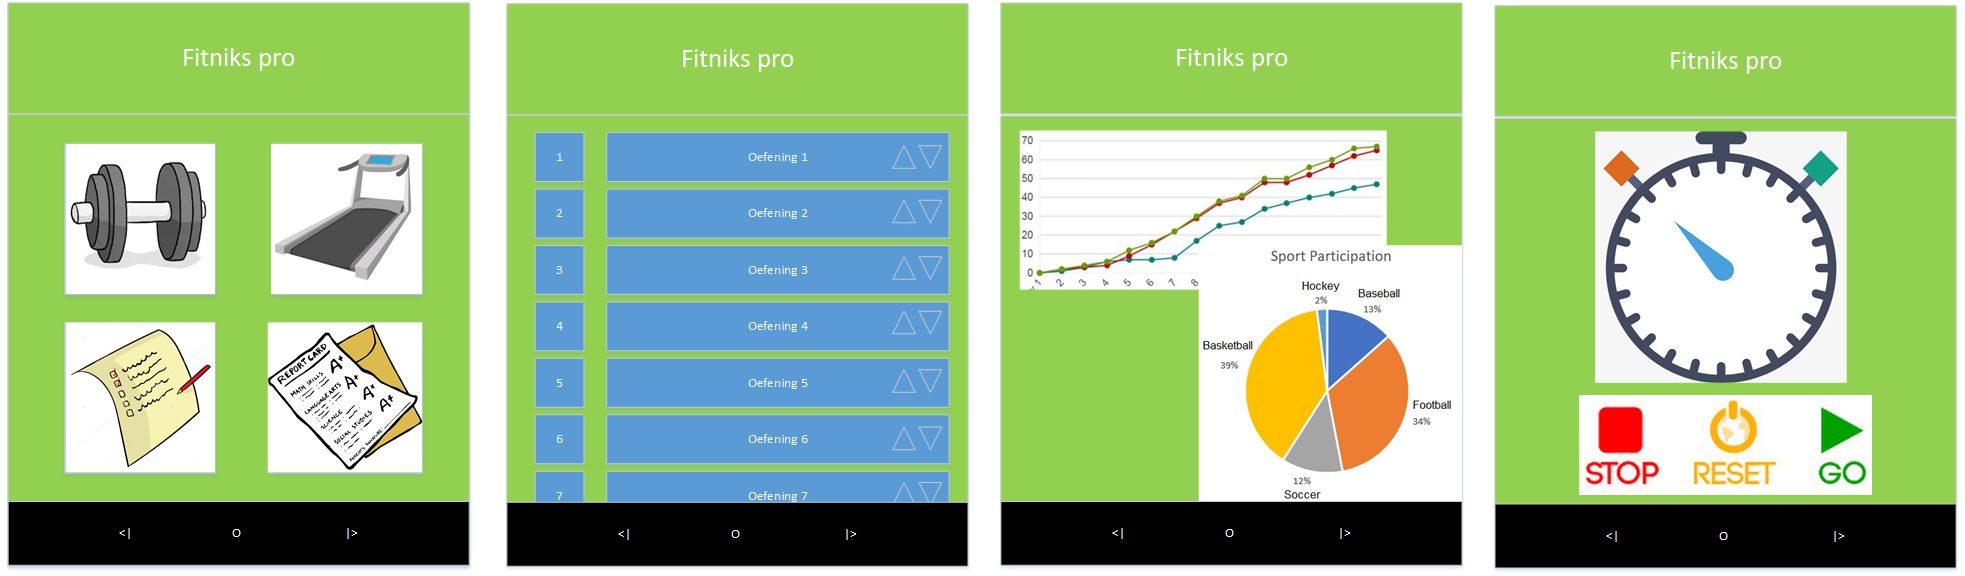 Fitniks pro
REPORT CARD
MATH SKILLS
A+
LANGUAGE ARTS
A+
SCIENCE
A+
SOCIAL STUDIES
A+
<| O |>
Fitniks pro
1 Oefening 1
2 Oefening 2
3 Oefening 3
4 Oefening 4
5 Oefening 5
6 Oefening 6
7 Oefening 7
<| O |>
Fitniks pro
70
60
50
40
30
20
10
0
1 2 3 4 5 6 7 8
Sport Participation
Hockey
2%
Baseball
13%
Basketball
39%
Football
34%
12%
Soccer
<| O |>
Fitniks pro
STOP RESET GO
<| O |>